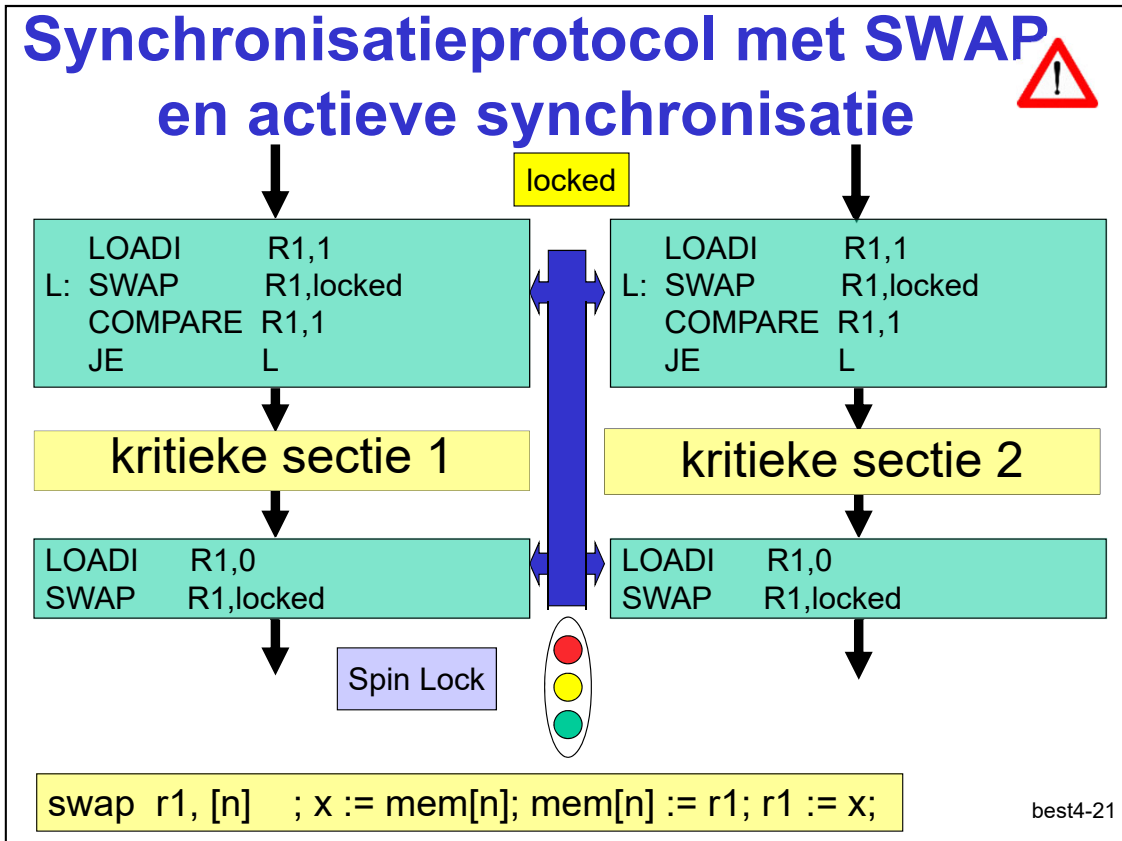 Synchronisatieprotocol met SWAP
en actieve synchronisatie
locked
LOADI R1,1
L: SWAP R1,locked
COMPARE R1,1
JE L
LOADI R1,1
L: SWAP R1,locked
COMPARE R1,1
JE L
kritieke sectie 1
kritieke sectie 2
LOADI R1,0
SWAP R1,locked
LOADI R1,0
SWAP R1,locked
Spin Lock
swap r1, [n] ; x := mem[n]; mem[n] := r1; r1 := x;
best4-21